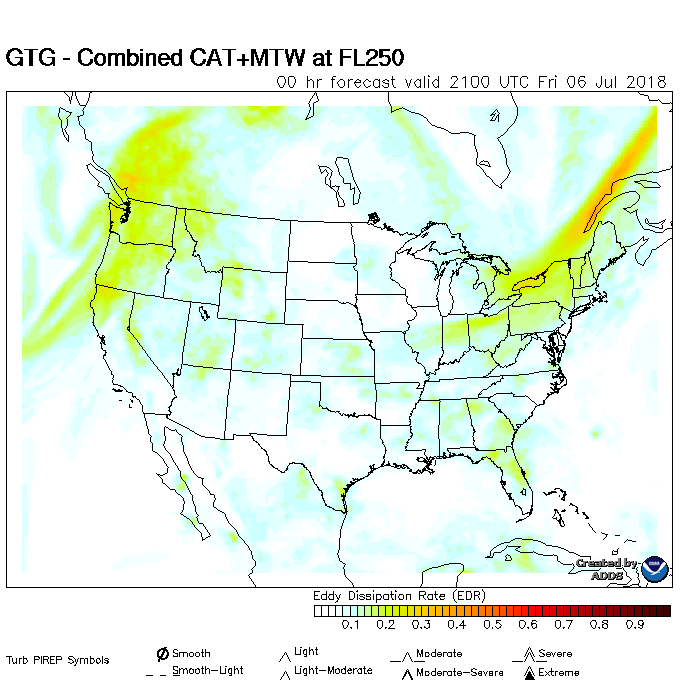 GTG - Combined CAT+MTW at FL250
00 hr forecast valid 2100 UTC Fri 06 Jul 2018
Created by
ADDS
Eddy Dissipation Rate (EDR)
0.1 0.2 0.3 0.4 0.5 0.6 0.7 0.8 0.9
Turb PIREP Symbols
Smooth Light Moderate Severe
Smooth-Light Light-Moderate Moderate-Severe Extreme